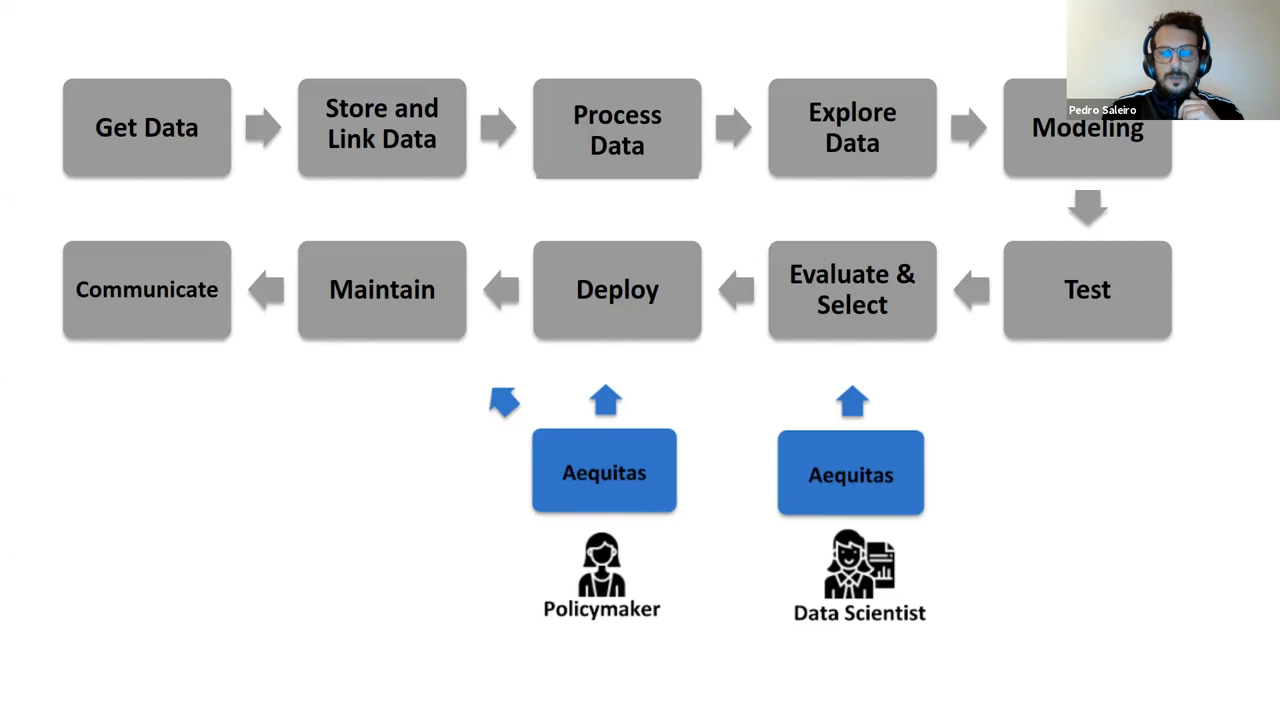 Pedro Saleiro
Get Data
Store and
Link Data
Process
Data
Explore
Data
Modeling
Communicate
Maintain
Deploy
Evaluate &
Select
Test
Aequitas
Aequitas
Policymaker
Data Scientist